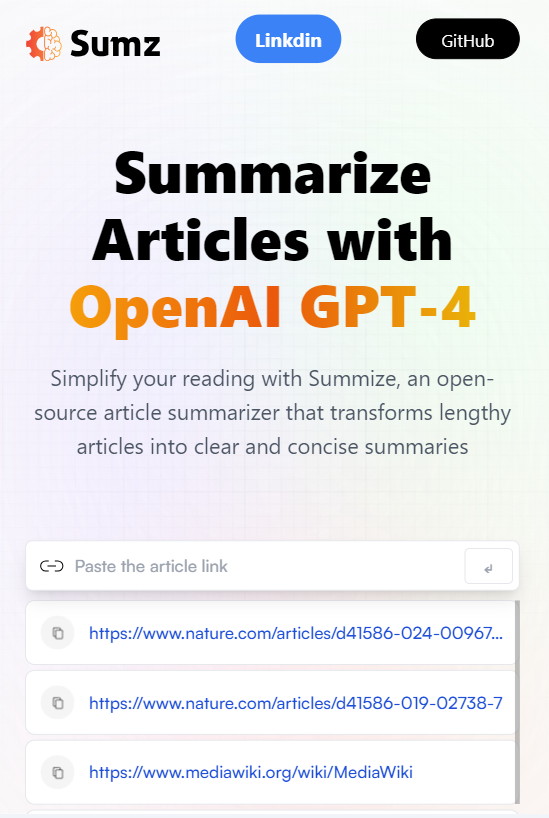 Sumz
Linkdin
GitHub
Summarize
Articles with
OpenAI GPT-4
Simplify your reading with Summize, an open-
source article summarizer that transforms lengthy
articles into clear and concise summaries
Paste the article link
https://www.nature.com/articles/d41586-024-00967...
https://www.nature.com/articles/d41586-019-02738-7
https://www.mediawiki.org/wiki/MediaWiki